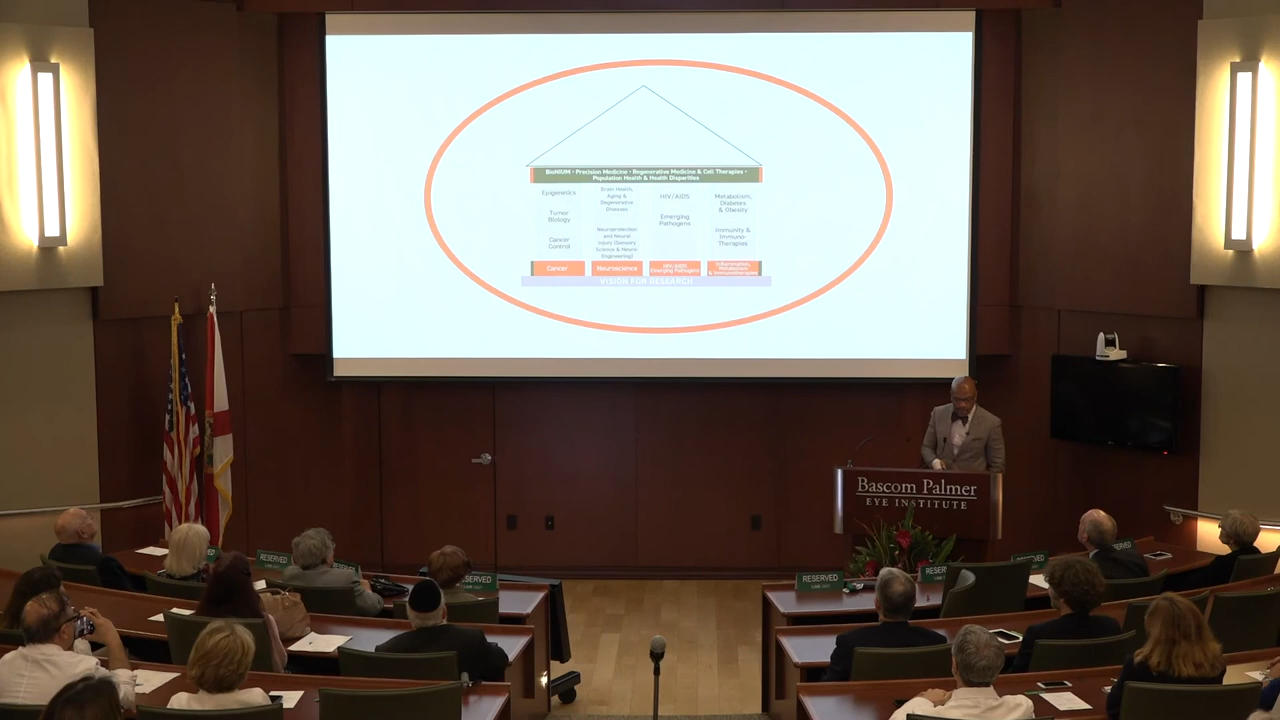 BioNIUM • Precision Medicine • Regenerative Medicine & Cell Therapies •
Population Health & Health Disparities
Epigenetics
Tumor
Biology
Cancer
Control
Brain Health,
Aging &
Degenerative
Diseases
Neuroprotection
and Neural
Injury (Sensory
Science & Neuro
Engineering)
HIV/AIDS
Emerging
Pathogens
Metabolism,
Diabetes
& Obesity
Immunity &
Immuno-
Therapies
Cancer
Neuroscience
HIV/AIDS
Emerging Pathogens
Inflammation,
Metabolism
& Immunotherapies
VISION FOR RESEARCH
Bascom Palmer
EYE INSTITUTE
RESERVED
RESERVED
RESERVED
RESERVED